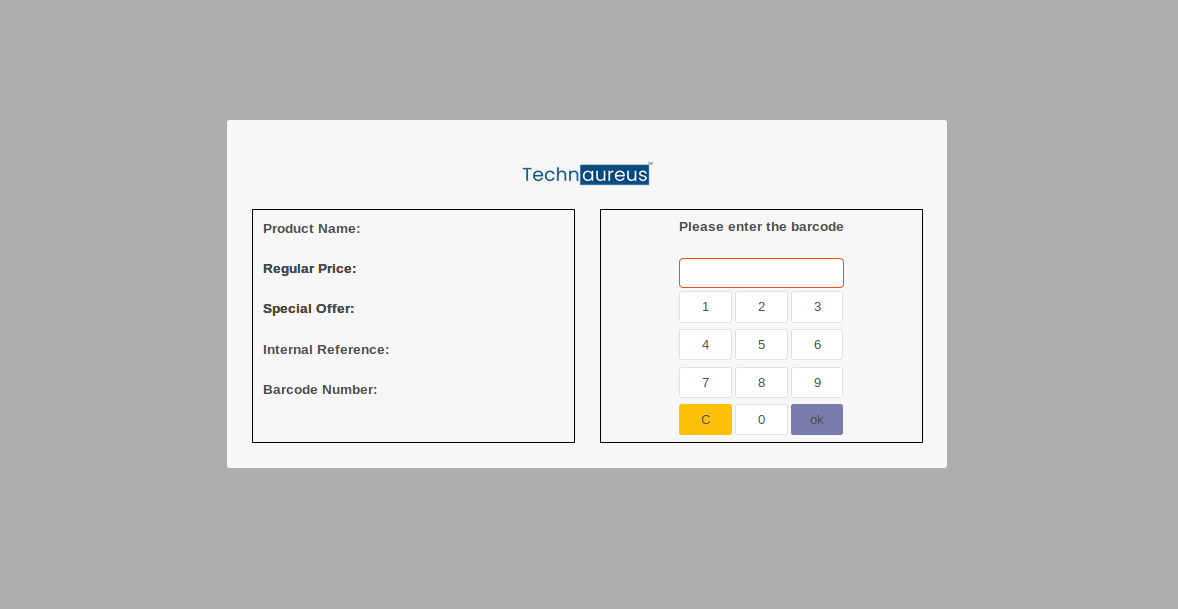 Technaureus™
Product Name:
Regular Price:
Special Offer:
Internal Reference:
Barcode Number:
Please enter the barcode
1 2 3
4 5 6
7 8 9
C 0 ok